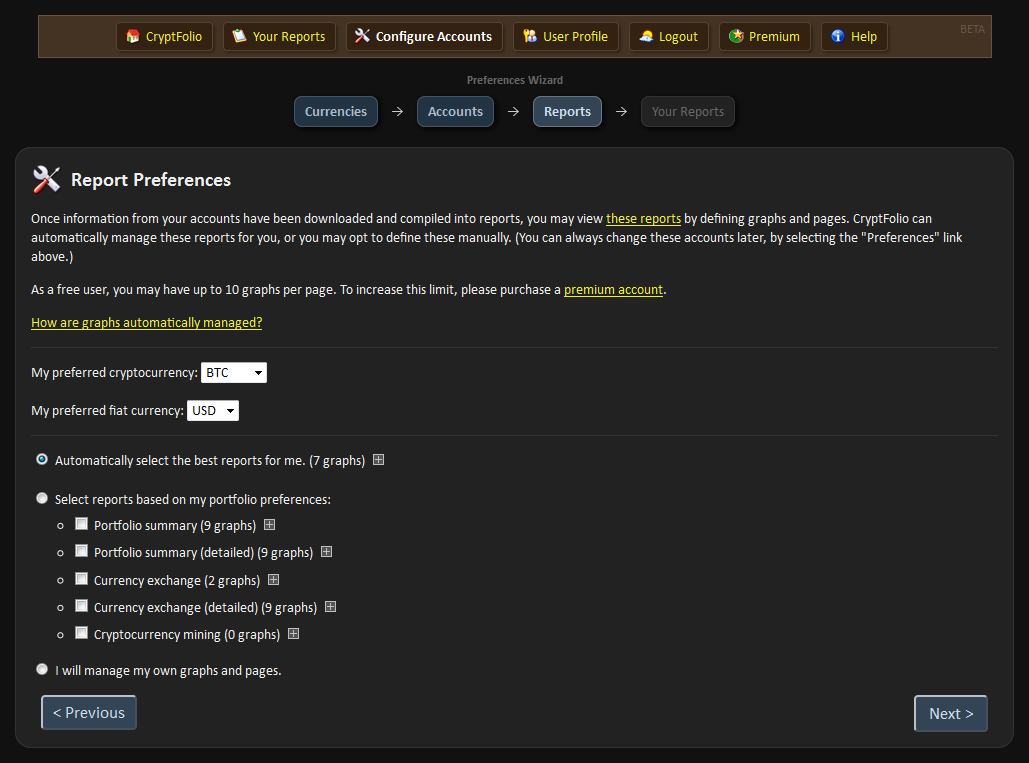 CryptFolio Your Reports Configure Accounts User Profile Logout Premium Help BETA
Preferences Wizard
Currencies → Accounts → Reports → Your Reports
Report Preferences
Once information from your accounts have been downloaded and compiled into reports, you may view these reports by defining graphs and pages. CryptFolio can
automatically manage these reports for you, or you may opt to define these manually. (You can always change these accounts later, by selecting the "Preferences" link
above.)
As a free user, you may have up to 10 graphs per page. To increase this limit, please purchase a premium account.
How are graphs automatically managed?
My preferred cryptocurrency: BTC
My preferred fiat currency: USD
Automatically select the best reports for me. (7 graphs)
Select reports based on my portfolio preferences:
Portfolio summary (9 graphs)
Portfolio summary (detailed) (9 graphs)
Currency exchange (2 graphs)
Currency exchange (detailed) (9 graphs)
Cryptocurrency mining (0 graphs)
I will manage my own graphs and pages.
< Previous Next >